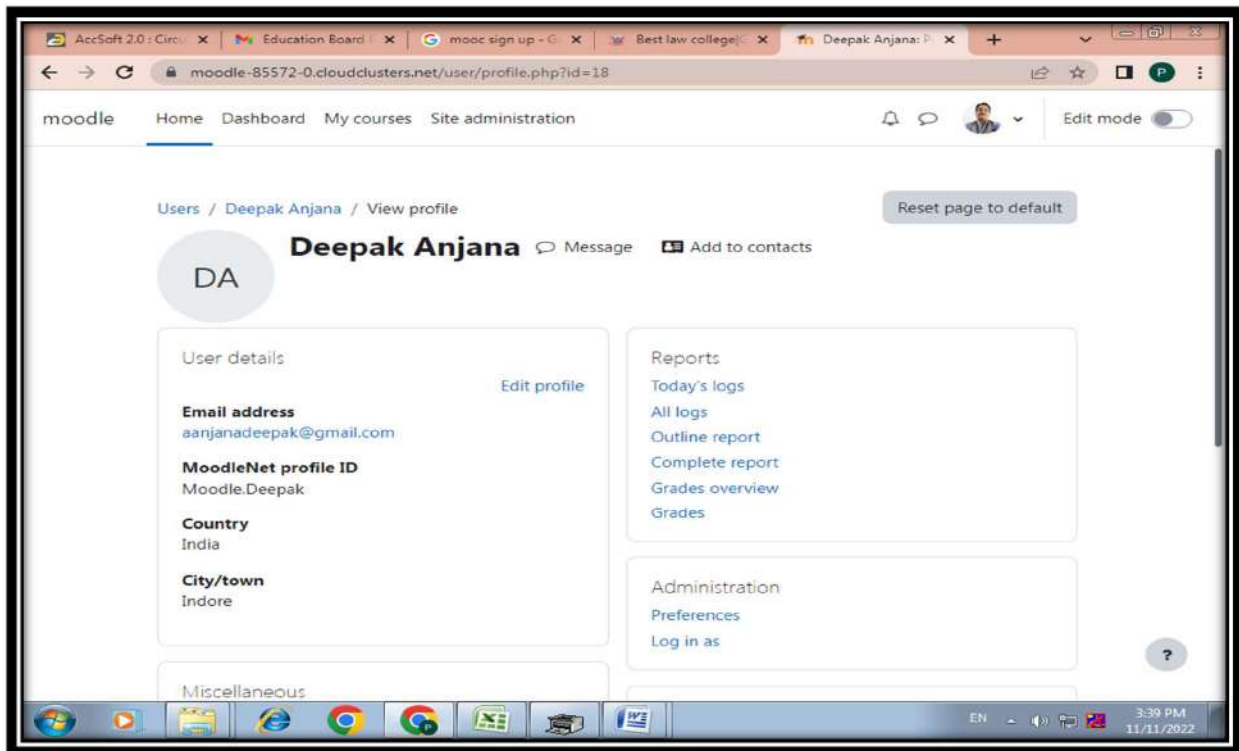 AccSoft 2.0 : Circu
Education Board
mooc sign up - G
Best law college|
Deepak Anjana: P
moodle-85572-0.cloudclusters.net/user/profile.php?id=18
P
moodle Home Dashboard My courses Site administration Edit mode
Users / Deepak Anjana / View profile
Reset page to default
DA
Deepak Anjana Message Add to contacts
User details
Edit profile
Email address
aanjanadeepak@gmail.com
MoodleNet profile ID
Moodle.Deepak
Country
India
City/town
Indore
Miscellaneous
Reports
Today's logs
All logs
Outline report
Complete report
Grades overview
Grades
Administration
Preferences
Log in as
?
EN
3:39 PM
11/11/2022